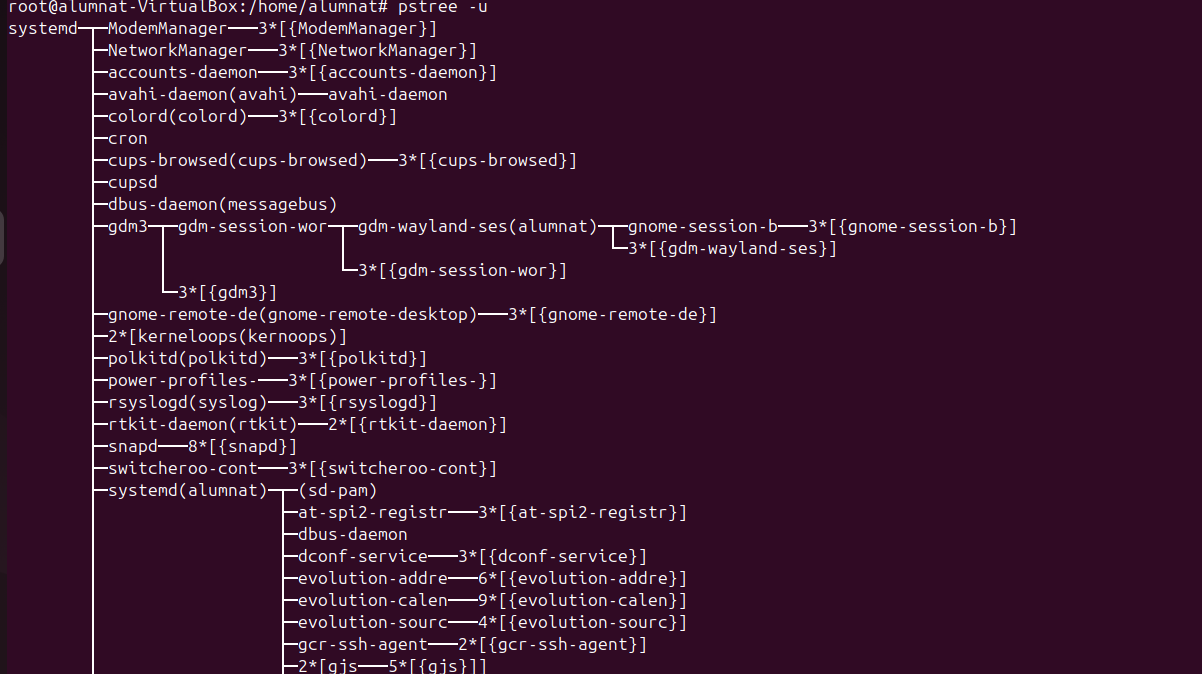 root@alumnat-VirtualBox:/home/alumnat# pstree -u
systemd─┬─ModemManager───3*[{ModemManager}]
        ├─NetworkManager───3*[{NetworkManager}]
        ├─accounts-daemon───3*[{accounts-daemon}]
        ├─avahi-daemon(avahi)───avahi-daemon
        ├─colord(colord)───3*[{colord}]
        ├─cron
        ├─cups-browsed(cups-browsed)───3*[{cups-browsed}]
        ├─cupsd
        ├─dbus-daemon(messagebus)
        ├─gdm3─┬─gdm-session-wor─┬─gdm-wayland-ses(alumnat)─┬─gnome-session-b───3*[{gnome-session-b}]
        │      │                 │                          └─3*[{gdm-wayland-ses}]
        │      │                 └─3*[{gdm-session-wor}]
        │      └─3*[{gdm3}]
        ├─gnome-remote-de(gnome-remote-desktop)───3*[{gnome-remote-de}]
        ├─2*[kerneloops(kernoops)]
        ├─polkitd(polkitd)───3*[{polkitd}]
        ├─power-profiles-───3*[{power-profiles-}]
        ├─rsyslogd(syslog)───3*[{rsyslogd}]
        ├─rtkit-daemon(rtkit)───2*[{rtkit-daemon}]
        ├─snapd───8*[{snapd}]
        ├─switcheroo-cont───3*[{switcheroo-cont}]
        ├─systemd(alumnat)─┬─(sd-pam)
        │                  ├─at-spi2-registr───3*[{at-spi2-registr}]
        │                  ├─dbus-daemon
        │                  ├─dconf-service───3*[{dconf-service}]
        │                  ├─evolution-addre───6*[{evolution-addre}]
        │                  ├─evolution-calen───9*[{evolution-calen}]
        │                  ├─evolution-sourc───4*[{evolution-sourc}]
        │                  ├─gcr-ssh-agent───2*[{gcr-ssh-agent}]
        │                  ├─2*[gjs───5*[{gjs}]]